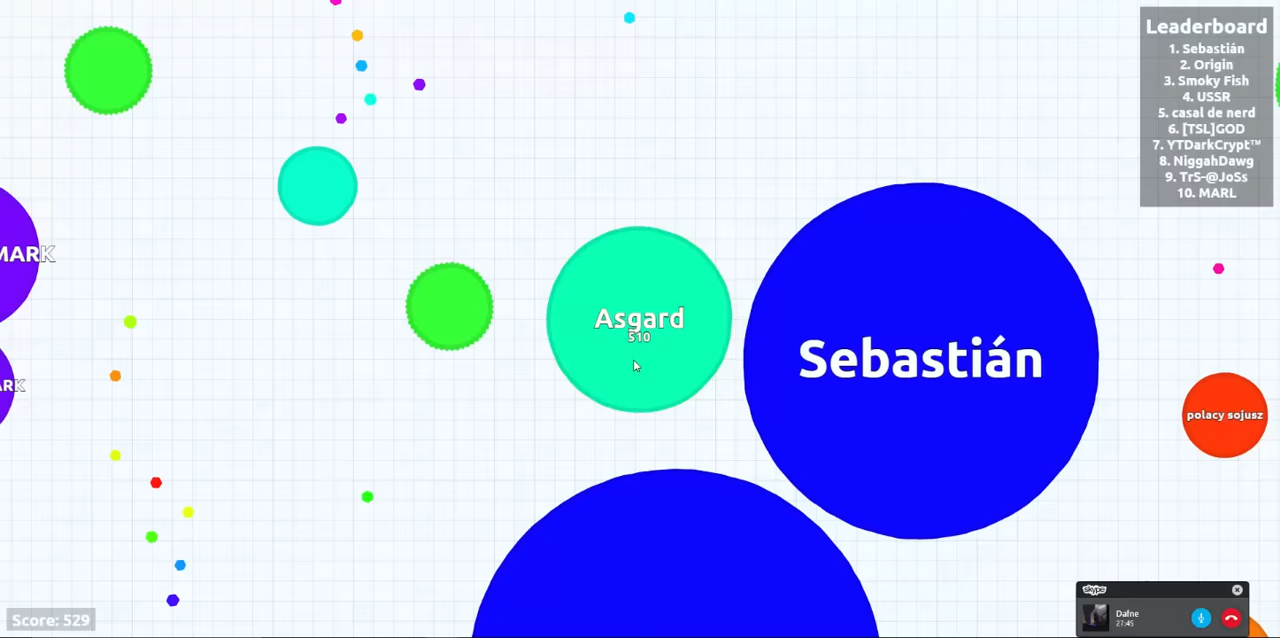 Leaderboard
1. Sebastián
2. Origin
3. Smoky Fish
4. USSR
5. casal de nerd
6. [TSL]GOD
7. YTDarkCrypt™
8. NiggahDawg
9. TrS-@JoSs
10. MARL
MARK
Asgard
510
Sebastián
ARK
polacy sojusz
skype
Dafne
27:45
Score: 529